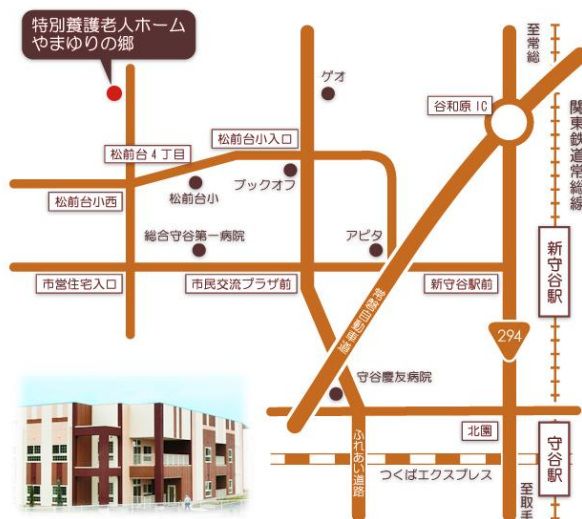 特別養護老人ホーム
やまゆりの郷
至常総
ゲオ
谷和原 IC
関東鉄道常総線
松前台小入口
松前台４丁目
ブックオフ
松前台小西
松前台小
総合守谷第一病院
アピタ
新守谷駅
市営住宅入口
市民交流プラザ前
新守谷駅前
常磐自動車道
294
守谷慶友病院
北園
ふれあい道路
守谷駅
つくばエクスプレス
至取手